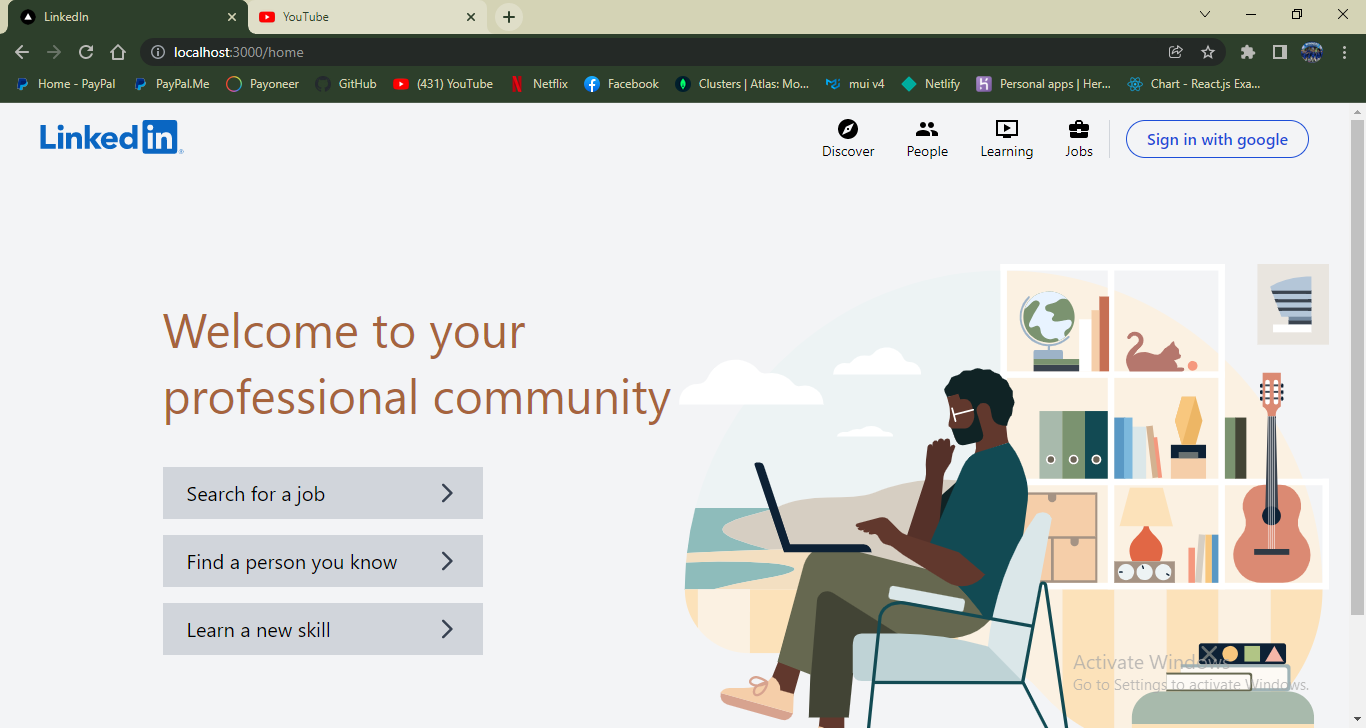 LinkedIn
YouTube
localhost:3000/home
Home - PayPal
PayPal.Me
Payoneer
GitHub
(431) YouTube
Netflix
Facebook
Clusters | Atlas: Mo...
mui v4
Netlify
Personal apps | Her...
Chart - React.js Exa...
Linked in
Discover
People
Learning
Jobs
Sign in with google
Welcome to your
professional community
Search for a job
Find a person you know
Learn a new skill
Activate Windows
Go to Settings to activate Windows.